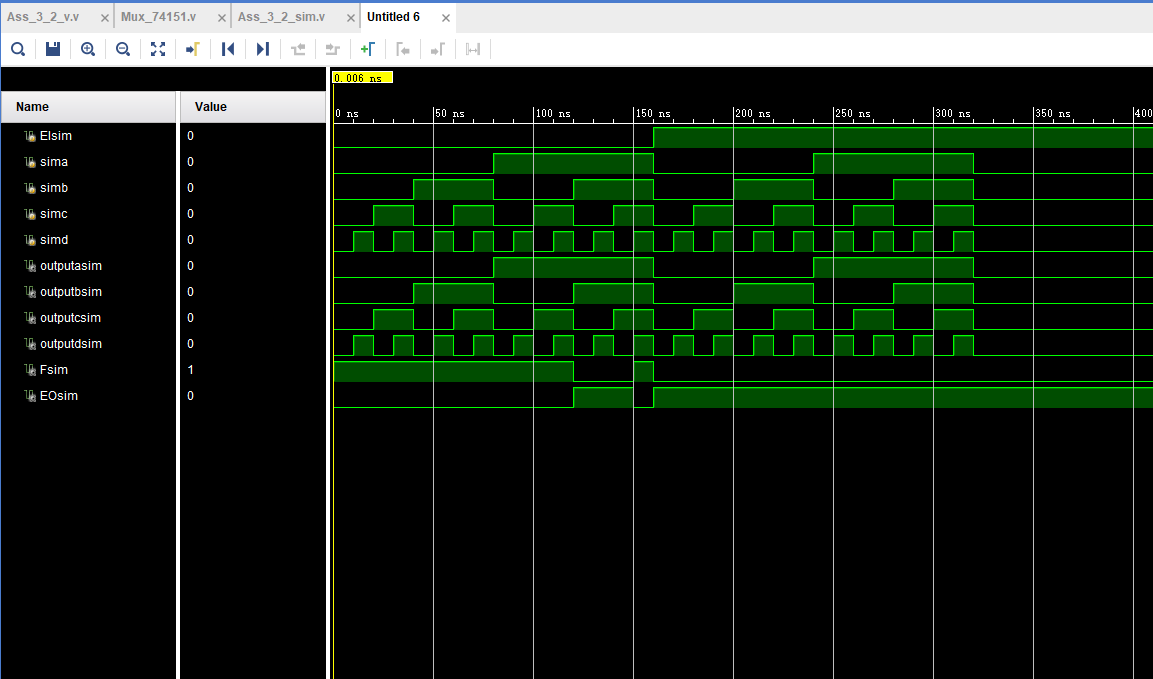 Ass_3_2_v.v × Mux_74151.v × Ass_3_2_sim.v × Untitled 6 ×
0.006 ns
Name Value
0 ns 50 ns 100 ns 150 ns 200 ns 250 ns 300 ns 350 ns 400
EIsim 0
sima 0
simb 0
simc 0
simd 0
outputasim 0
outputbsim 0
outputcsim 0
outputdsim 0
Fsim 1
EOsim 0